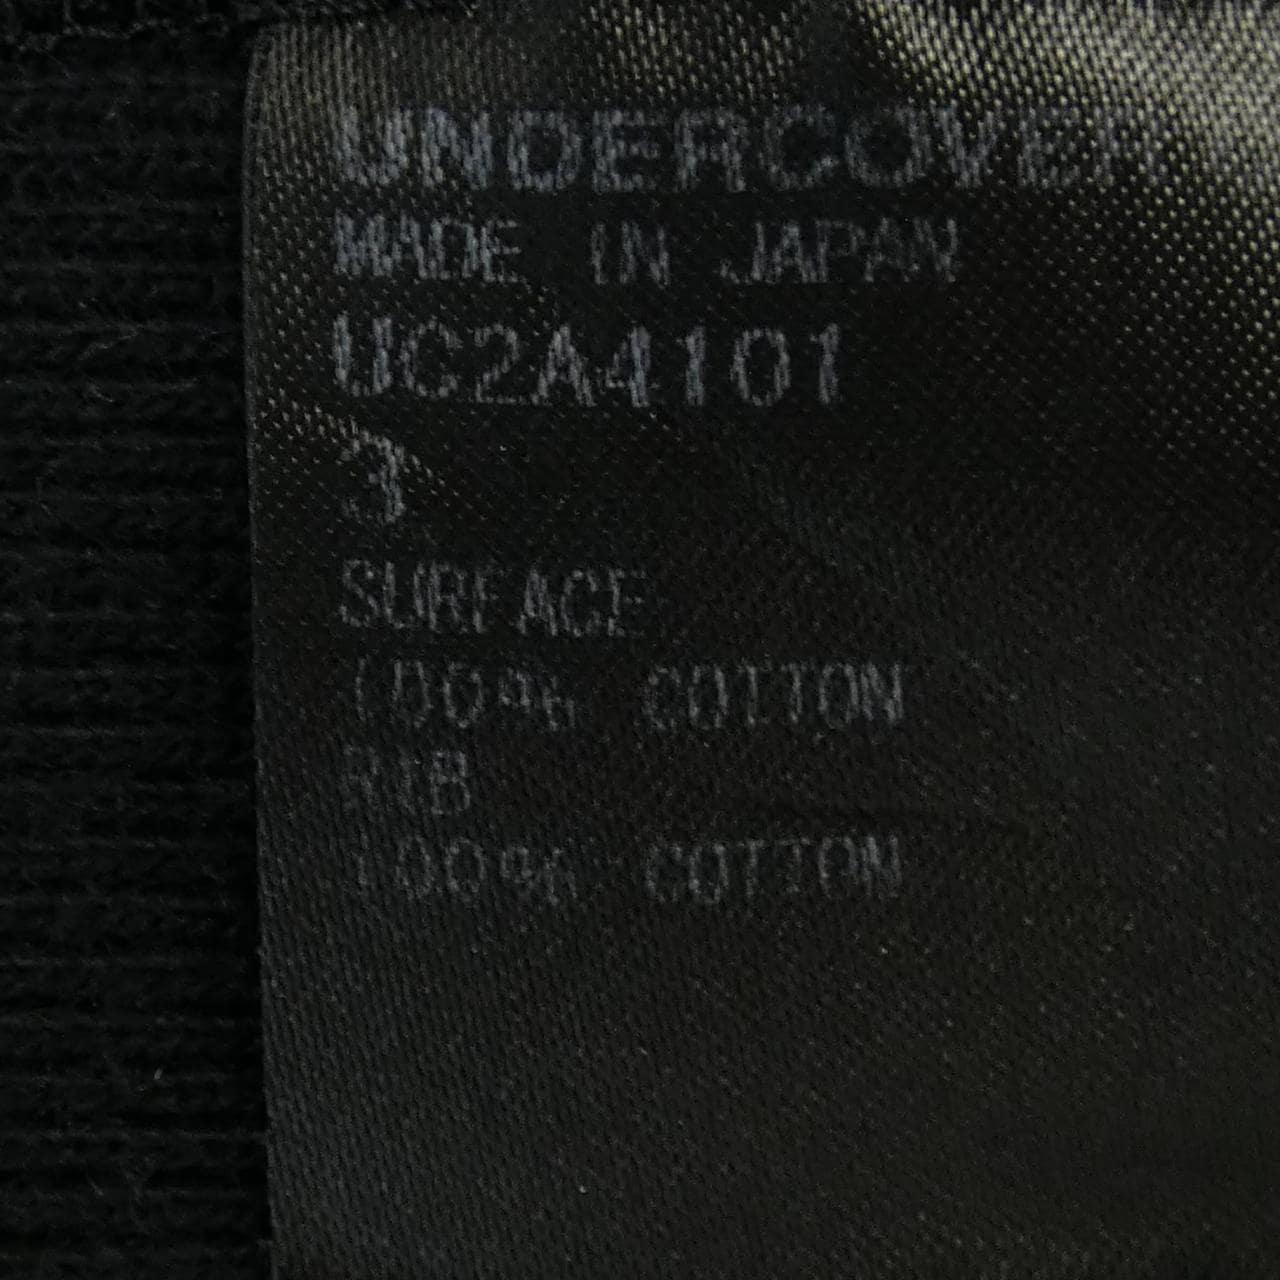 UNDERCOVER
MADE IN JAPAN
UC2A4101
3
SURFACE
100% COTTON
RIB
100% COTTON